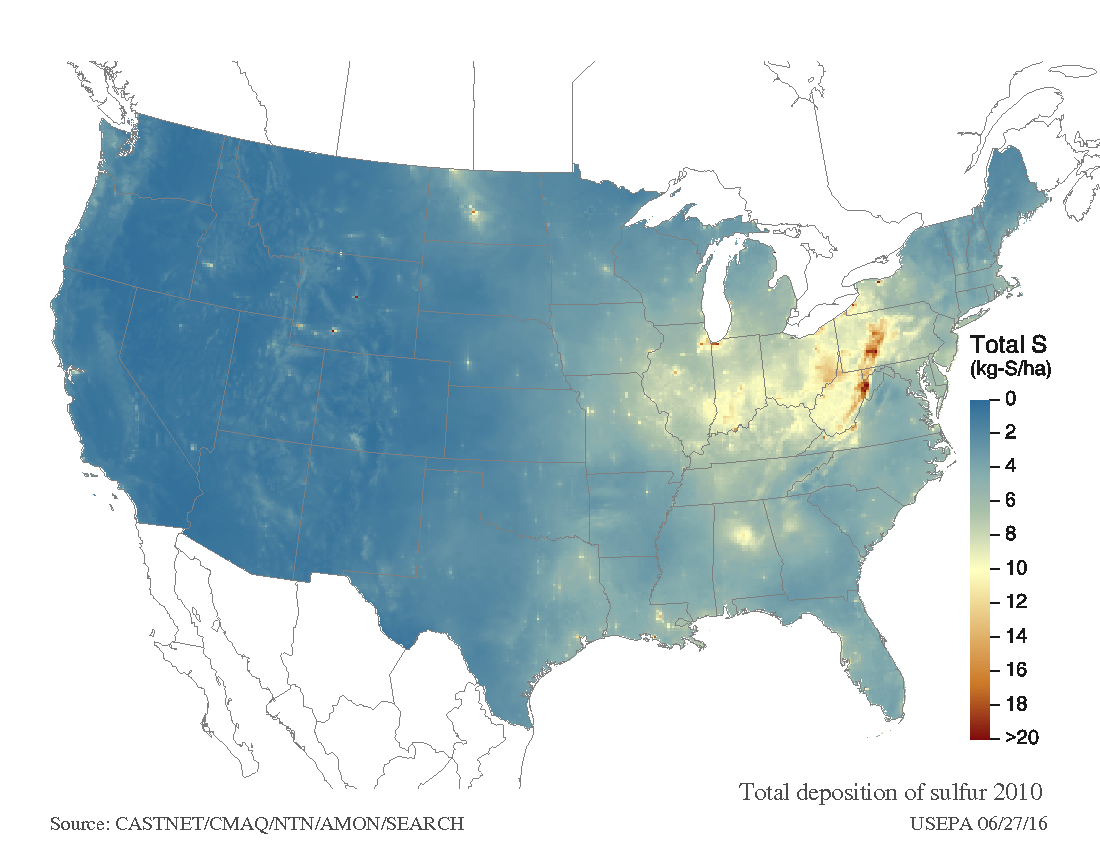 Total S
(kg-S/ha)
0
2
4
6
8
10
12
14
16
18
>20
Total deposition of sulfur 2010
Source: CASTNET/CMAQ/NTN/AMON/SEARCH
USEPA 06/27/16